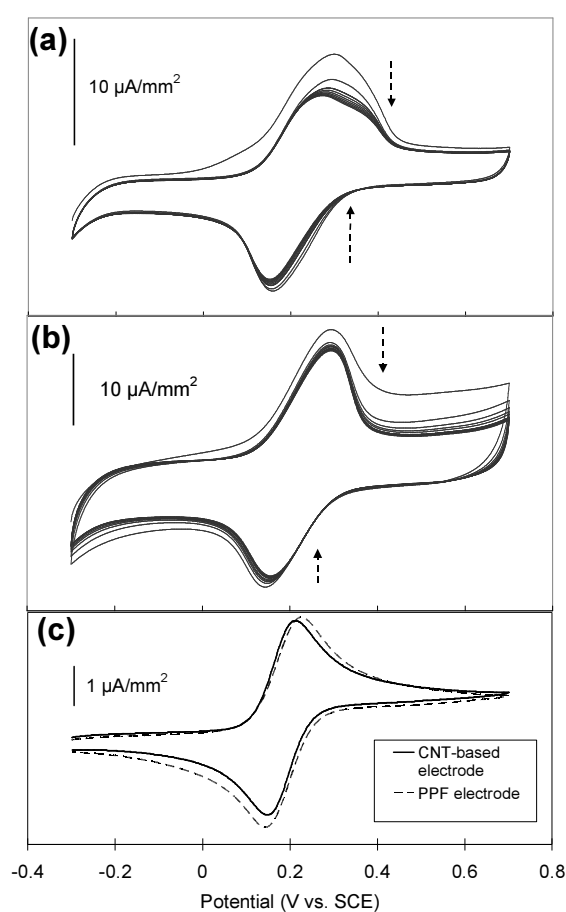 (a)
10 µA/mm²
(b)
10 µA/mm²
(c)
1 µA/mm²
CNT-based
electrode
PPF electrode
-0.4 -0.2 0 0.2 0.4 0.6 0.8
Potential (V vs. SCE)